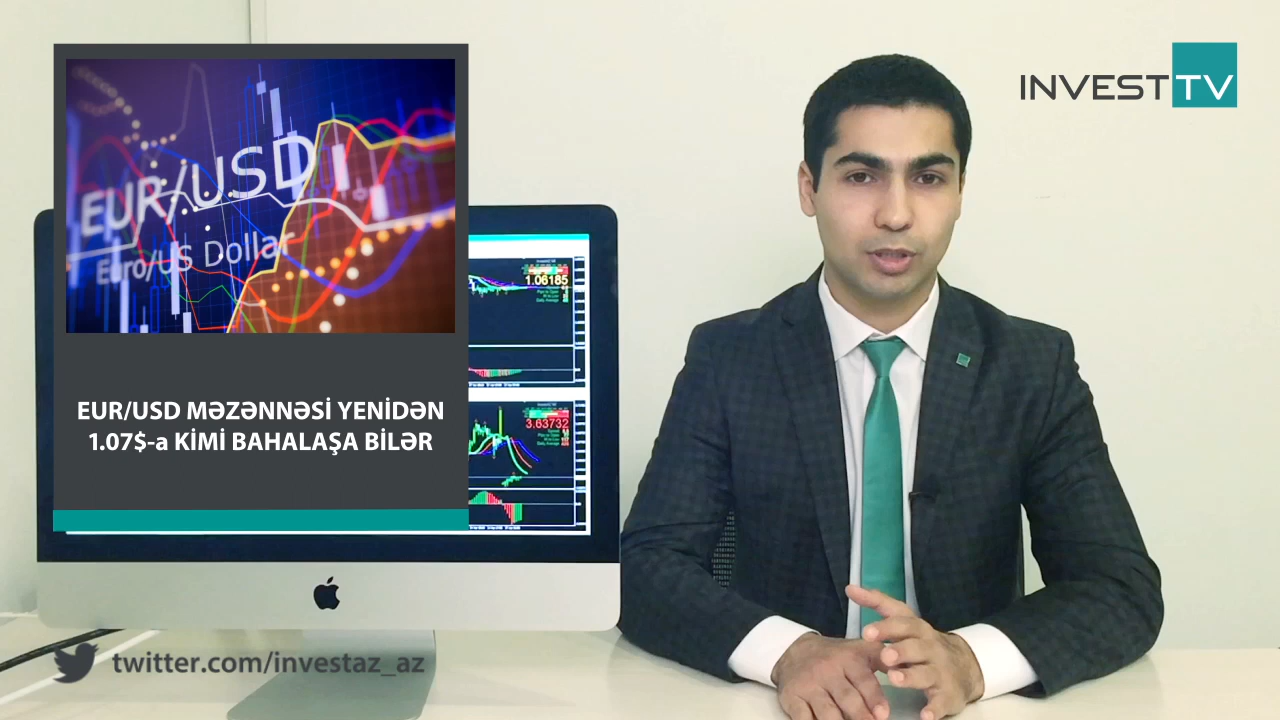 INVEST TV
EUR/USD
Euro/US Dollar
1.06185
3.63732
EUR/USD MƏZƏNNƏSİ YENİDƏN
1.07$-a KİMİ BAHALAŞA BİLƏR
twitter.com/investaz_az